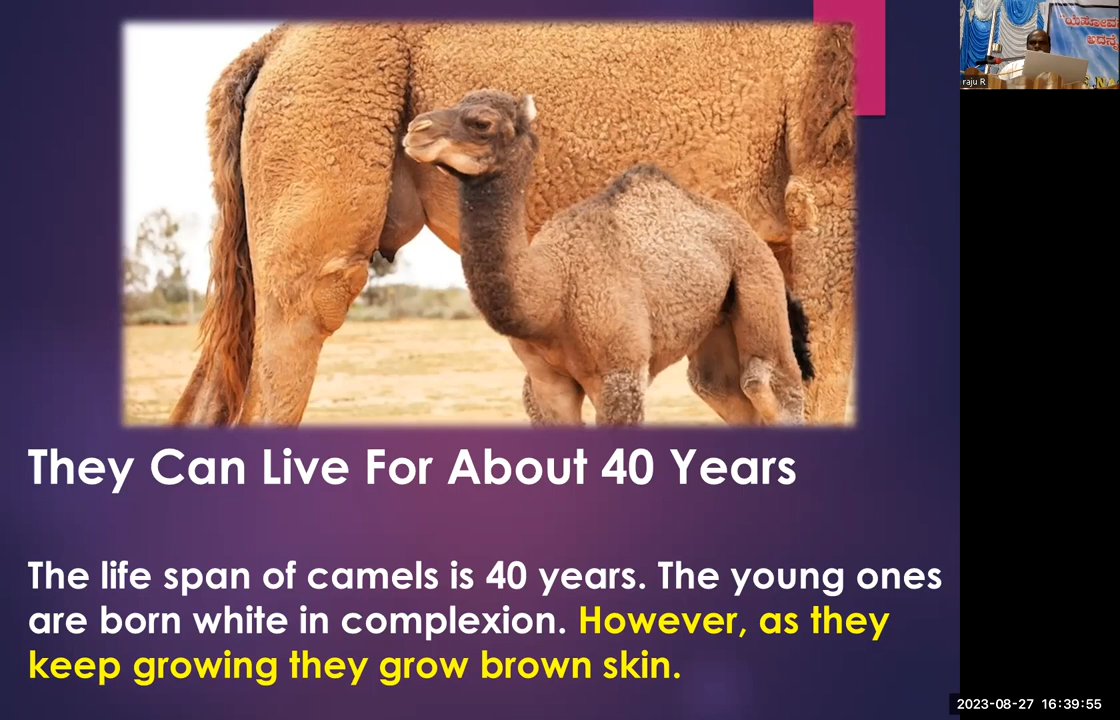 They Can Live For About 40 Years
The life span of camels is 40 years. The young ones
are born white in complexion. However, as they
keep growing they grow brown skin.
raju R
2023-08-27 16:39:55